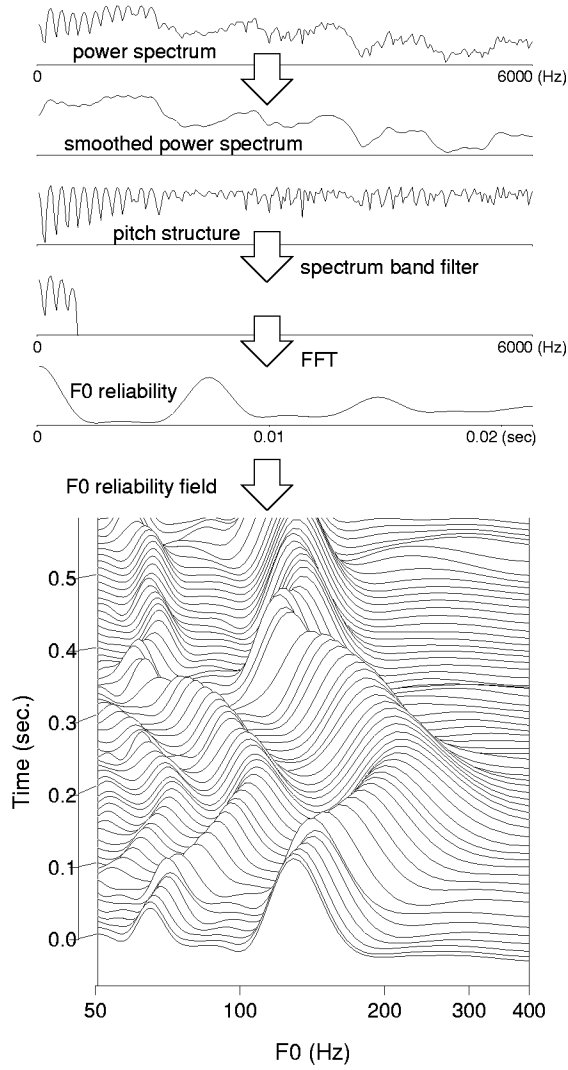 power spectrum
0 6000 (Hz)
smoothed power spectrum
pitch structure
spectrum band filter
0 6000 (Hz)
FFT
F0 reliability
0 0.01 0.02 (sec)
F0 reliability field
0.5
0.4
0.3
0.2
0.1
0.0
Time (sec.)
50 100 200 300 400
F0 (Hz)